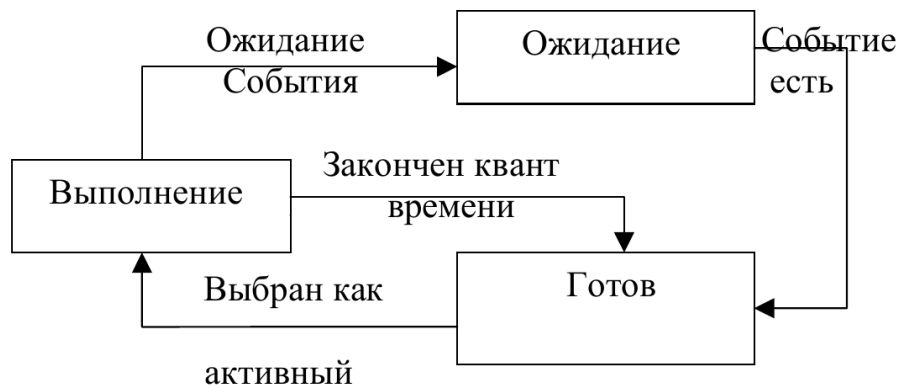 Ожидание
События
Ожидание
Событие
есть
Выполнение
Закончен квант
времени
Выбран как
активный
Готов